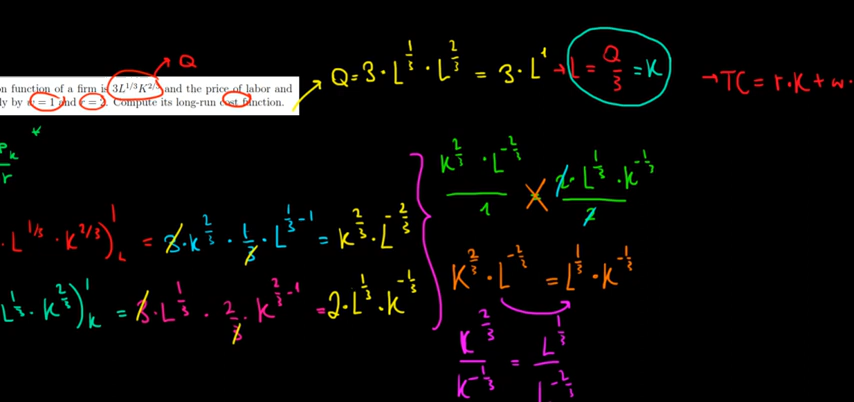 Q
on function of a firm is 3L^{1/3}K^{2/3} and the price of labor and
ly by w = 1 and r = 2. Compute its long-run cost function.
Q = 3 · L^{1/3} · L^{2/3} = 3 · L^1
→ L = Q/3 = K
→ TC = r·K + w·
P_k/r
· L^{1/3} · K^{2/3})'_L = 3·K^{2/3} · 1/3 · L^{1/3-1} = K^{2/3} · L^{-2/3}
L^{1/3} · K^{2/3})'_K = 3·L^{1/3} · 2/3 · K^{2/3-1} = 2·L^{1/3}·K^{-1/3}
K^{2/3} · L^{-2/3}/1 × 2·L^{1/3}·K^{-1/3}/2
K^{2/3} · L^{-2/3} = L^{1/3} · K^{-1/3}
K^{2/3}/K^{-1/3} = L^{1/3}/L^{-2/3}